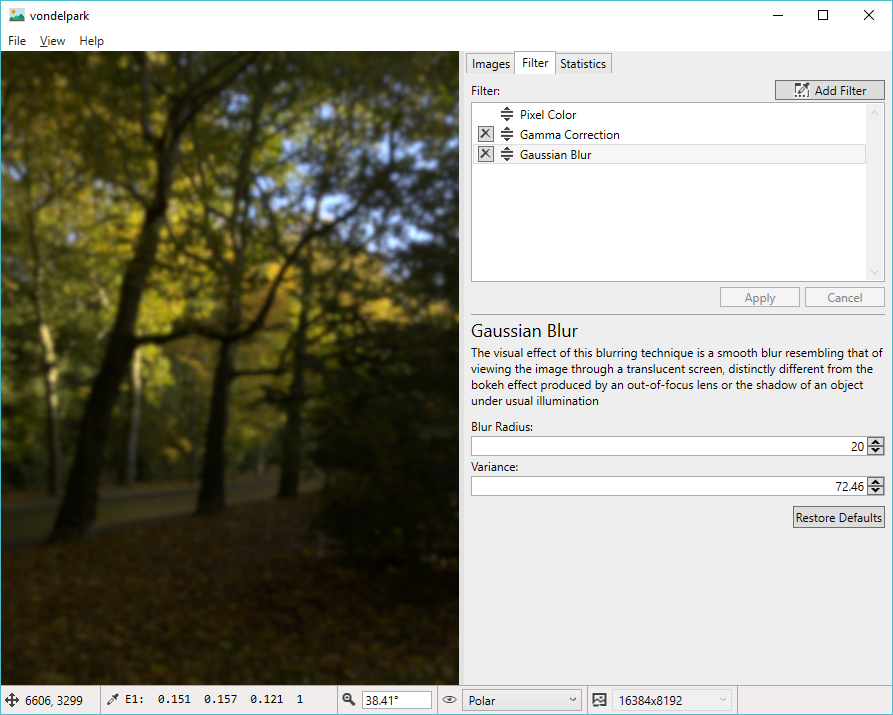 vondelpark
File View Help
Images Filter Statistics
Filter:
Add Filter
Pixel Color
Gamma Correction
Gaussian Blur
Apply Cancel
Gaussian Blur
The visual effect of this blurring technique is a smooth blur resembling that of
viewing the image through a translucent screen, distinctly different from the
bokeh effect produced by an out-of-focus lens or the shadow of an object
under usual illumination
Blur Radius:
20
Variance:
72.46
Restore Defaults
6606, 3299 E1: 0.151 0.157 0.121 1 38.41° Polar 16384x8192